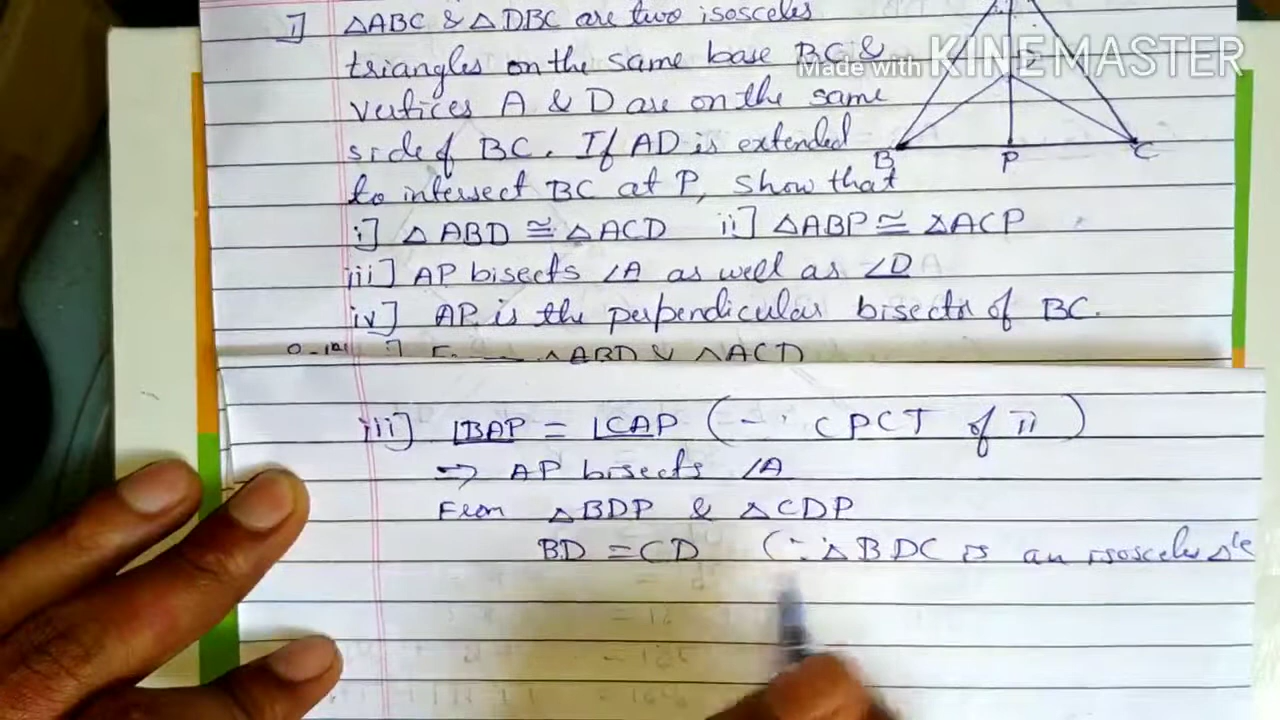 1] △ABC & △DBC are two isosceles
triangles on the same base BC &
vertices A & D are on the same
side of BC. If AD is extended
to intersect BC at P, show that
i] △ABD ≅ △ACD ii] △ABP ≅ △ACP
iii] AP bisects ∠A as well as ∠D
iv] AP is the perpendicular bisector of BC.
△ABD & △ACD
Made with KINEMASTER
D
B P C
iii] ∠BAP = ∠CAP (∵ CPCT of ii)
⇒ AP bisects ∠A
From △BDP & △CDP
BD = CD (∵ △BDC is an isosceles △le